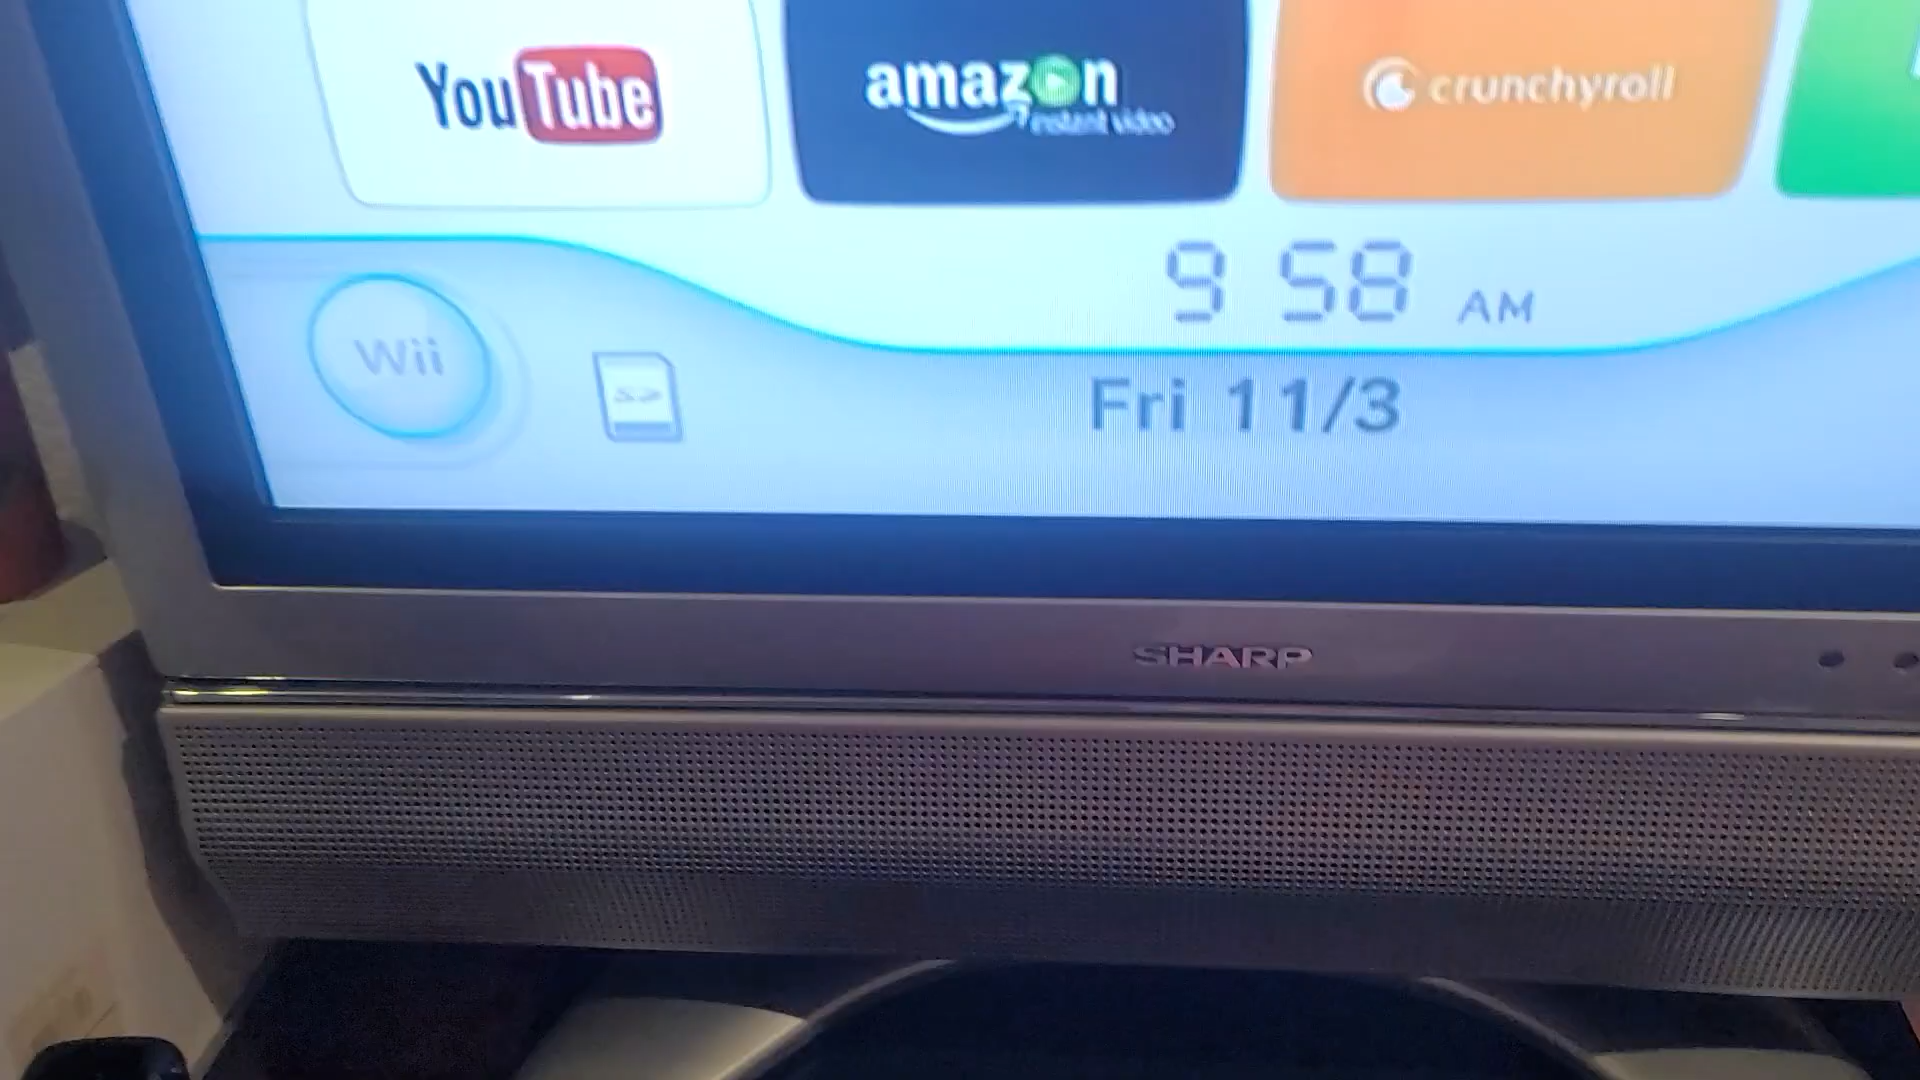 YouTube
amazon
instant video
crunchyroll
9 58 AM
Wii
SD
Fri 11/3
SHARP